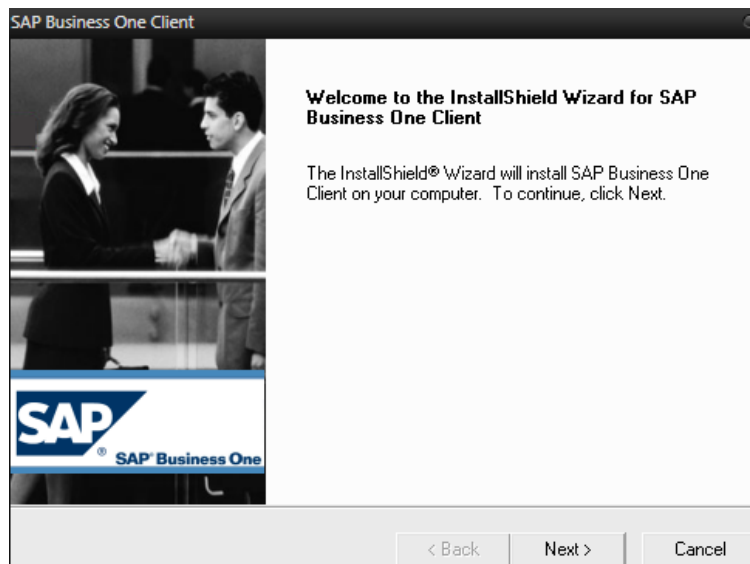 SAP Business One Client
Welcome to the InstallShield Wizard for SAP
Business One Client
The InstallShield® Wizard will install SAP Business One
Client on your computer. To continue, click Next.
SAP®
SAP® Business One
< Back
Next >
Cancel